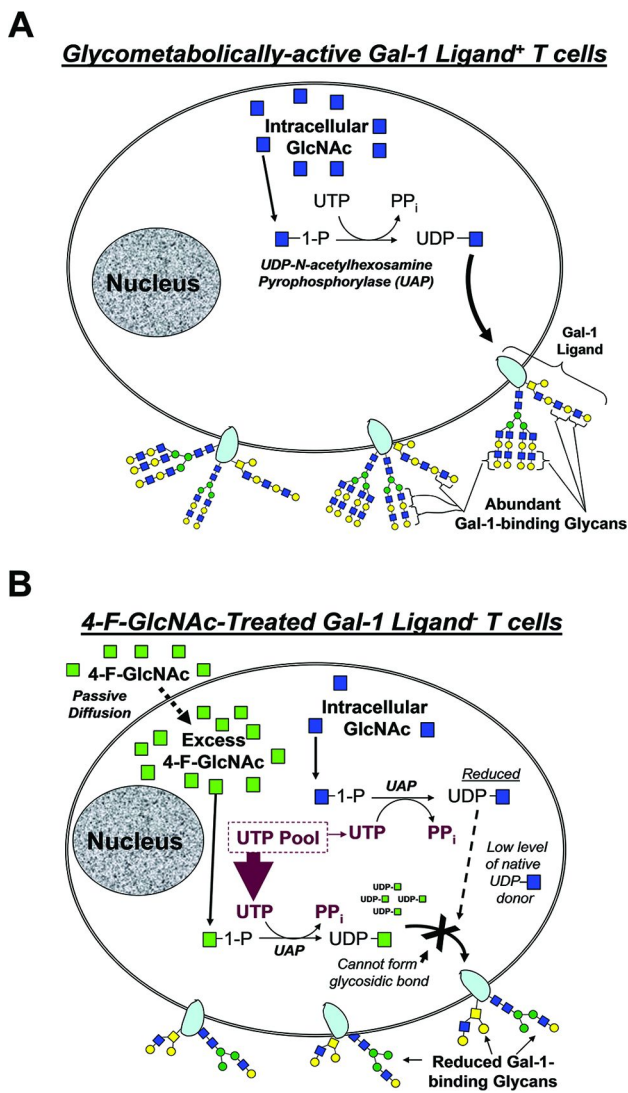 A
Glycometabolically-active Gal-1 Ligand+ T cells
Intracellular
GlcNAc
UTP PPi
1-P UDP
UDP-N-acetylhexosamine
Pyrophosphorylase (UAP)
Nucleus
Gal-1
Ligand
Abundant
Gal-1-binding Glycans
B
4-F-GlcNAc-Treated Gal-1 Ligand- T cells
4-F-GlcNAc
Passive
Diffusion
Intracellular
GlcNAc
Excess
4-F-GlcNAc
Reduced
1-P UAP UDP
Nucleus
UTP Pool UTP PPi
Low level
of native
UDP
donor
UDP-
UDP- UDP-
UDP-
UTP PPi
1-P UAP UDP
Cannot form
glycosidic bond
Reduced Gal-1-
binding Glycans